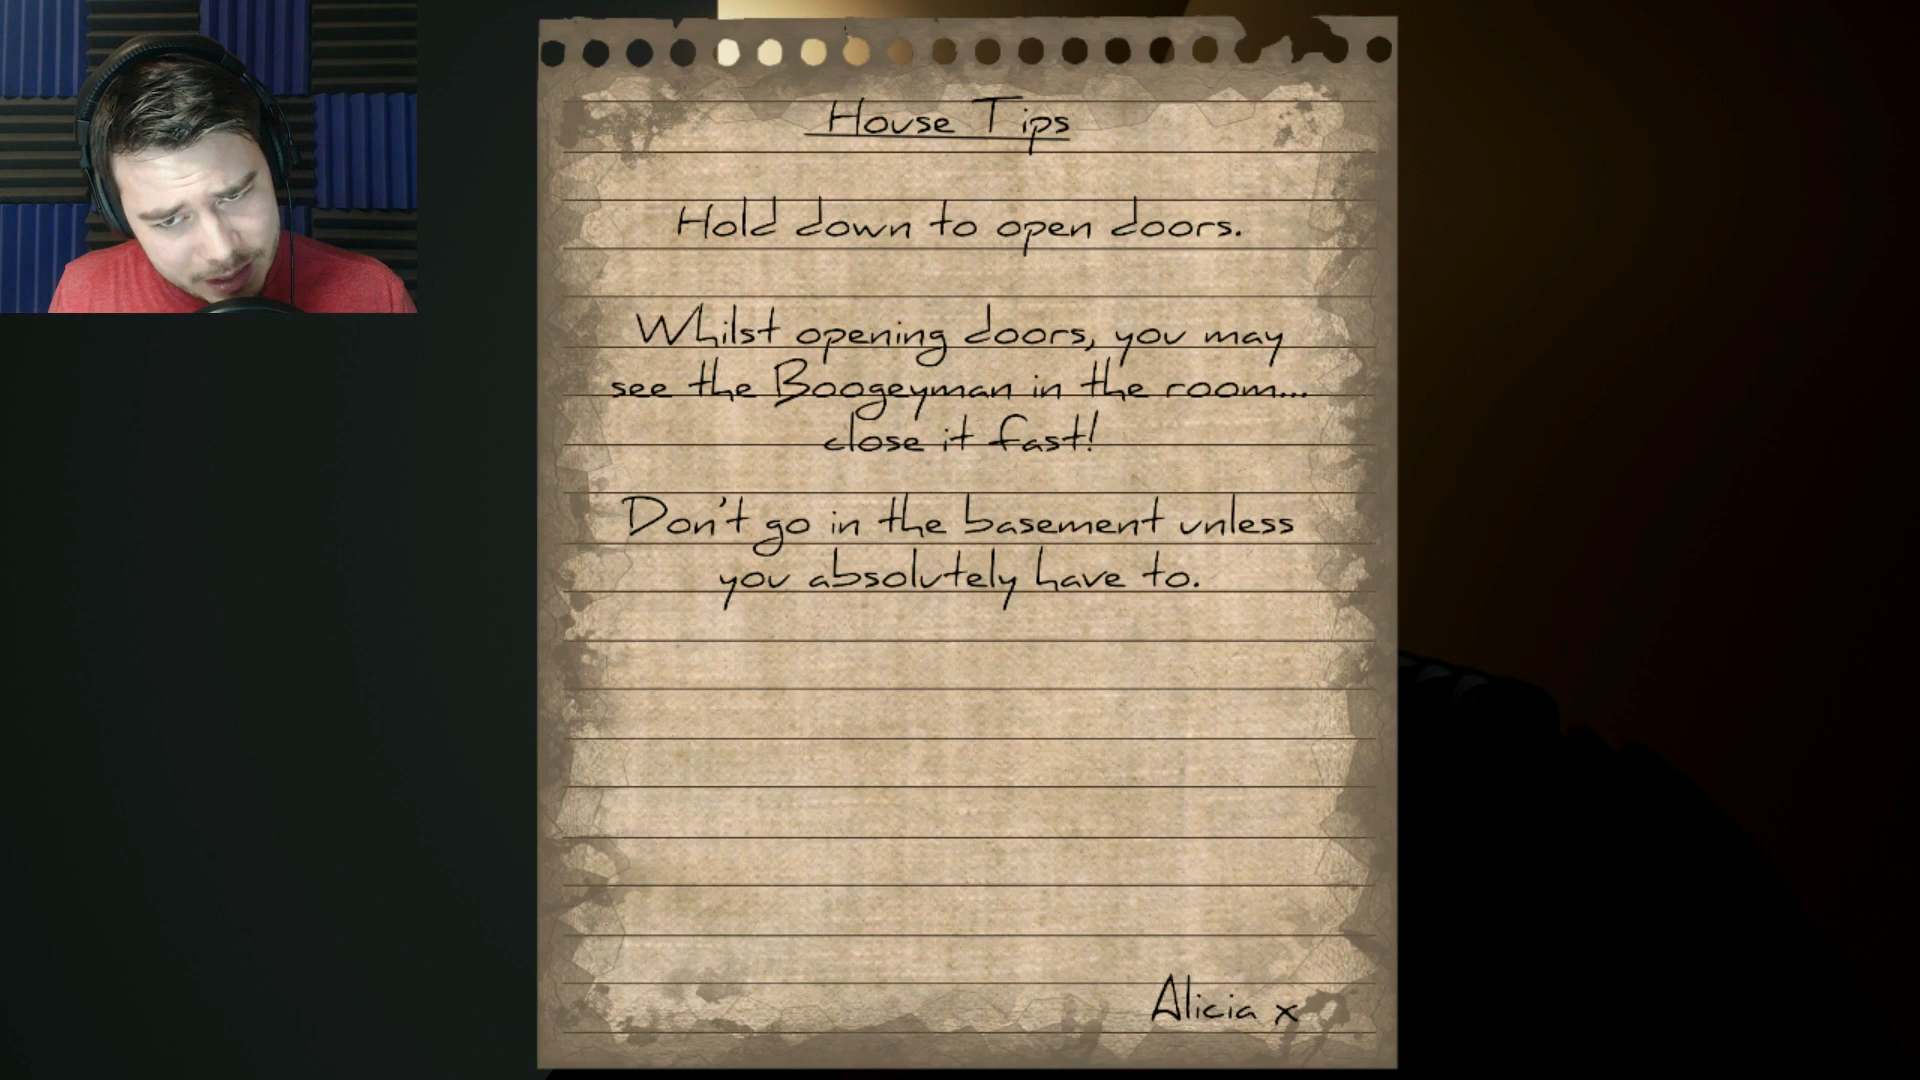 House Tips
Hold down to open doors.
Whilst opening doors, you may
see the Boogeyman in the room...
close it fast!
Don't go in the basement unless
you absolutely have to.
Alicia x